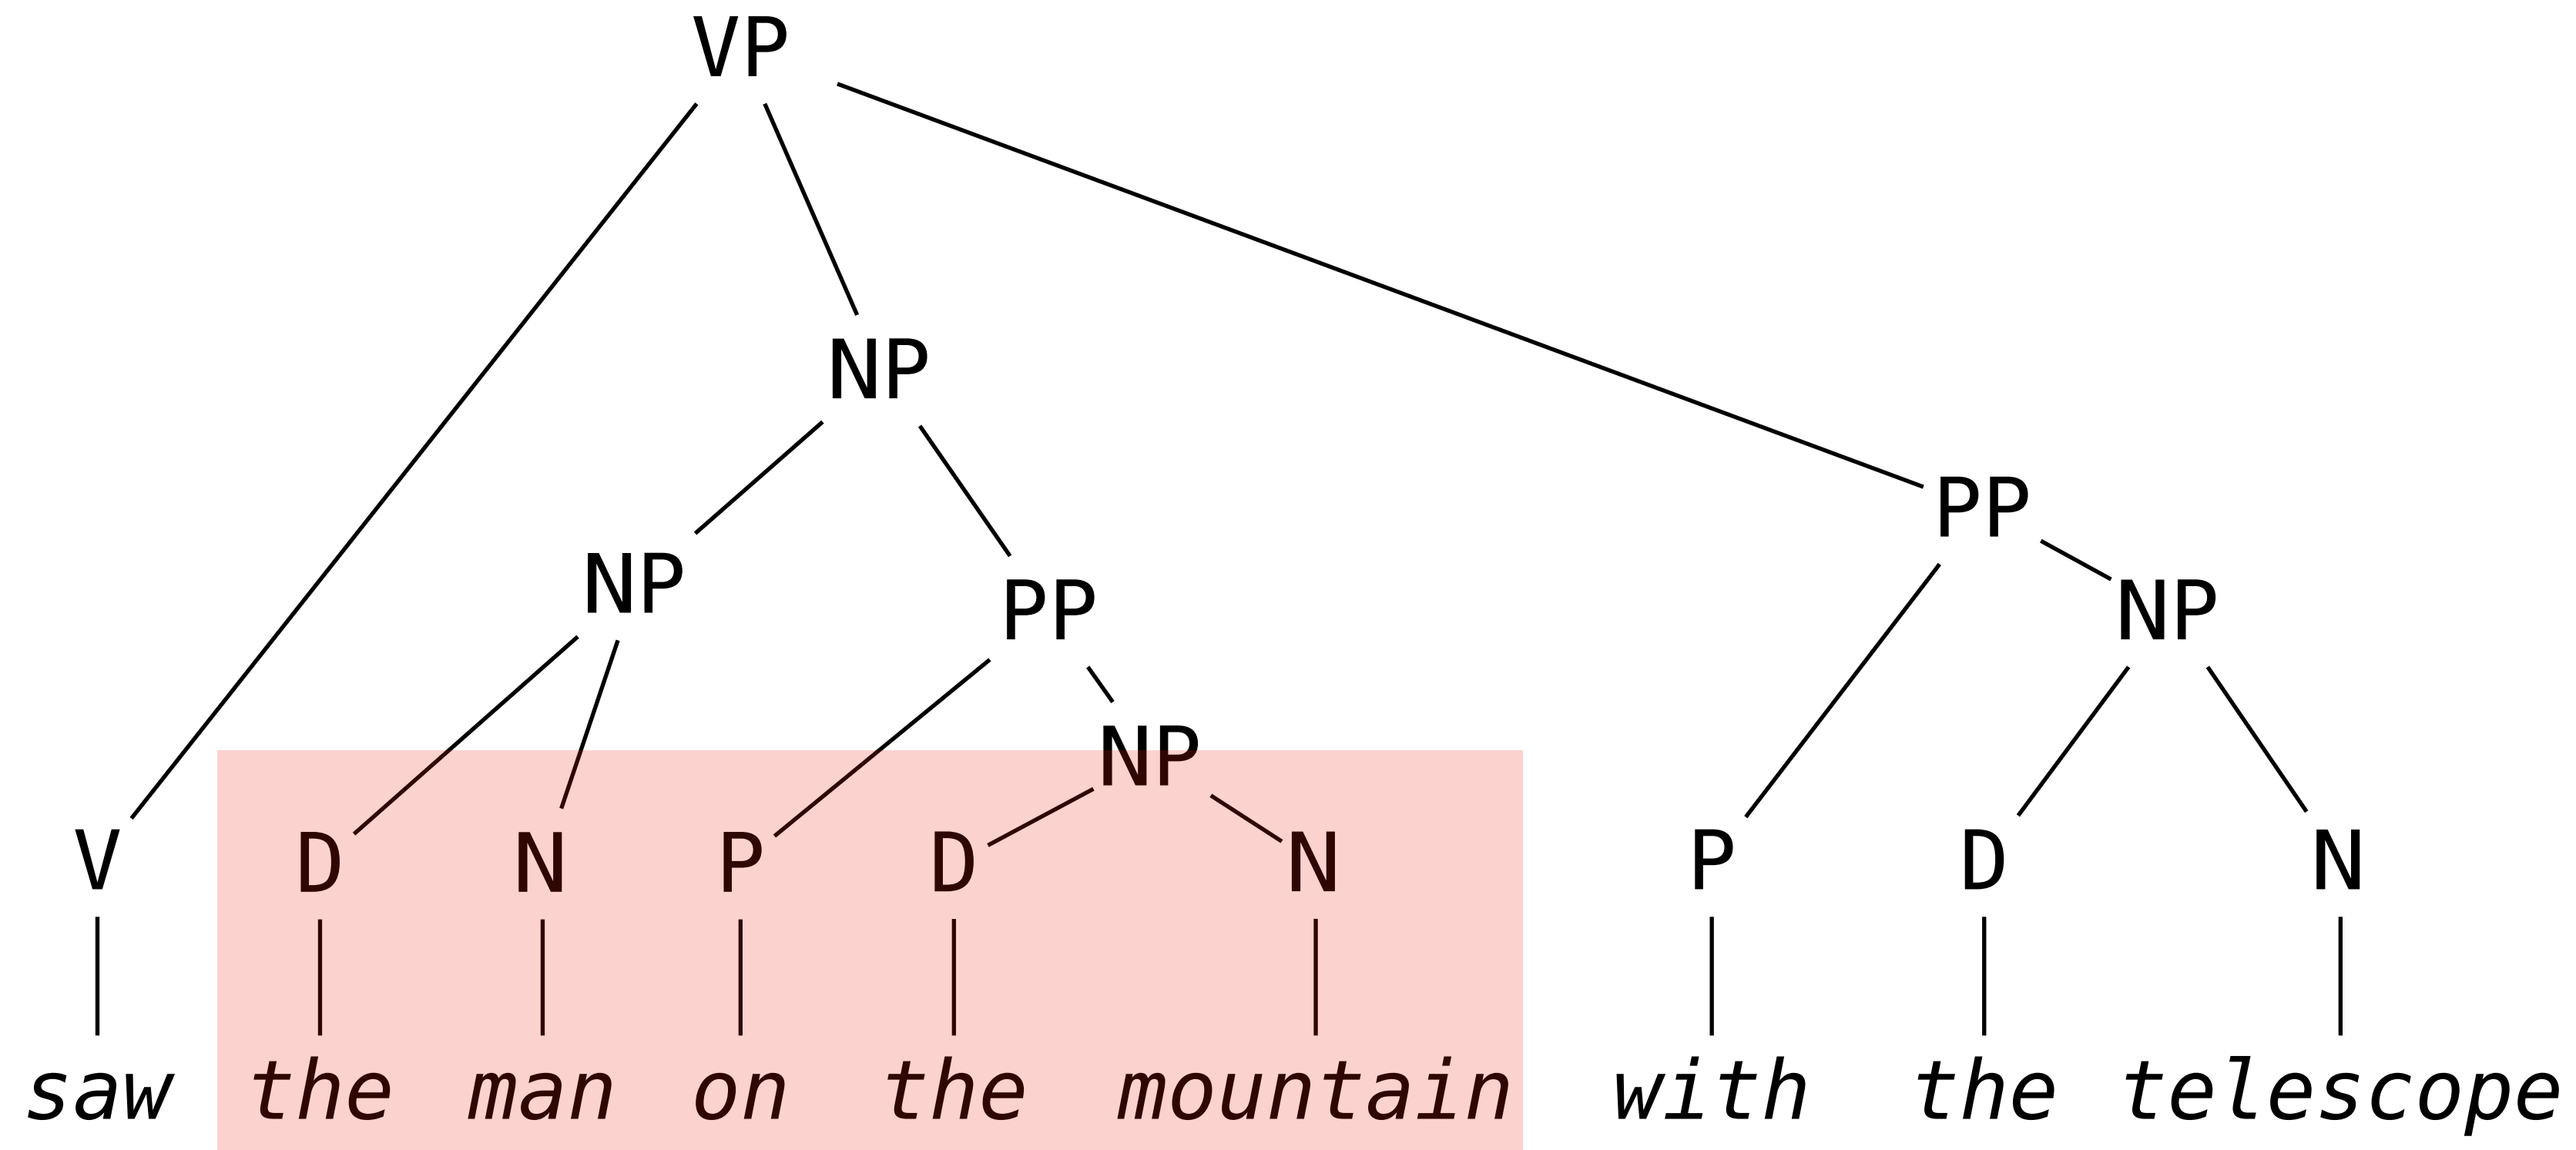 VP
NP
PP
NP
PP
NP
NP
V D N P D N P D N
saw the man on the mountain with the telescope